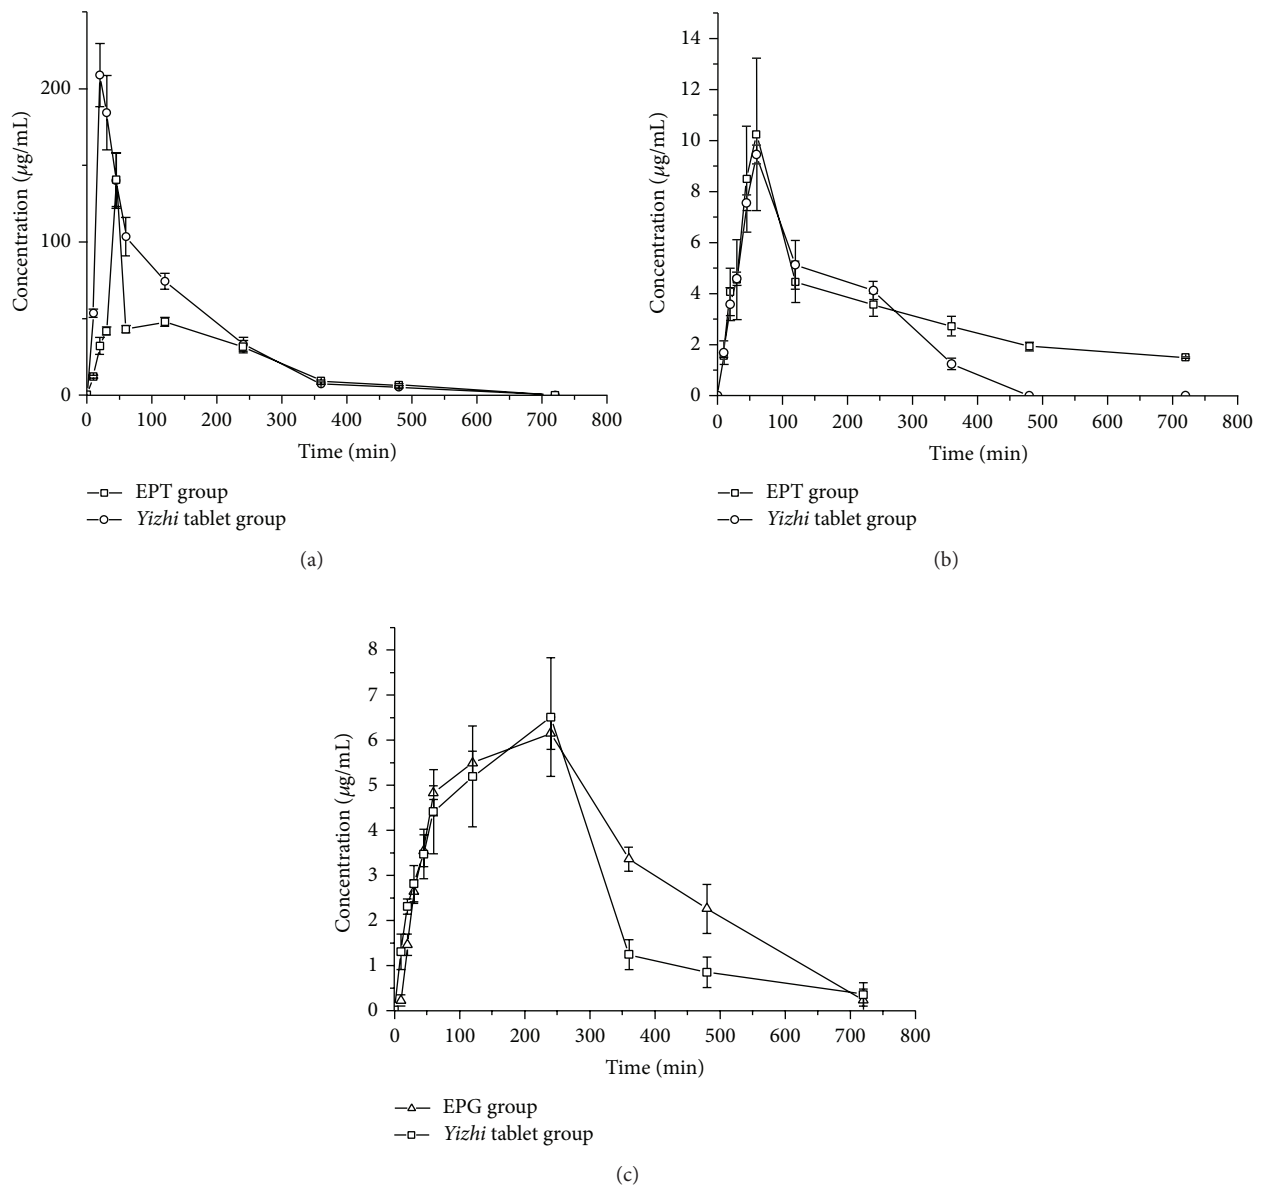 200
100
0
Concentration (μg/mL)
0 100 200 300 400 500 600 700 800
Time (min)
EPT group
Yizhi tablet group
(a)
14
12
10
8
6
4
2
0
Concentration (μg/mL)
0 100 200 300 400 500 600 700 800
Time (min)
EPT group
Yizhi tablet group
(b)
8
7
6
5
4
3
2
1
0
Concentration (μg/mL)
0 100 200 300 400 500 600 700 800
Time (min)
EPG group
Yizhi tablet group
(c)